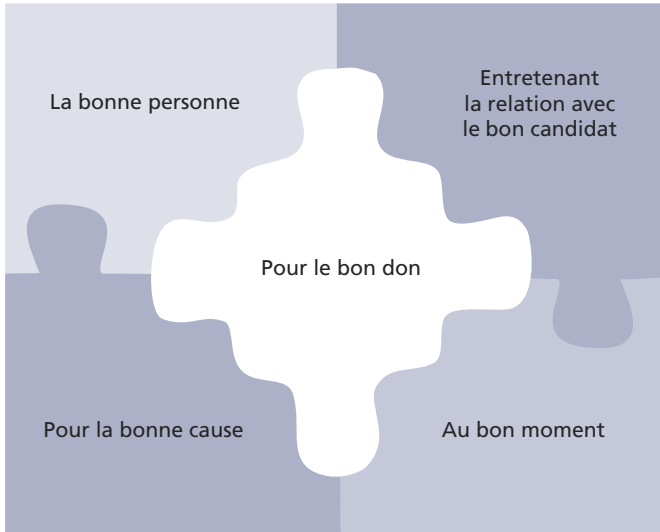 La bonne personne
Entretenant
la relation avec
le bon candidat
Pour le bon don
Pour la bonne cause
Au bon moment